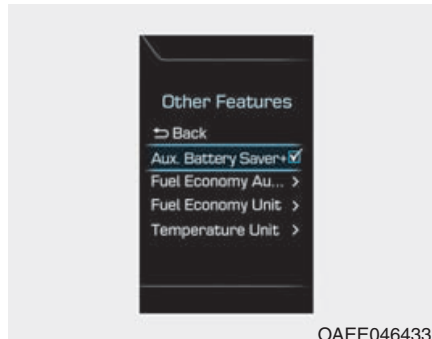 Other Features
Back
Aux. Battery Saver+
Fuel Economy Au... >
Fuel Economy Unit >
Temperature Unit >
OAEE046433